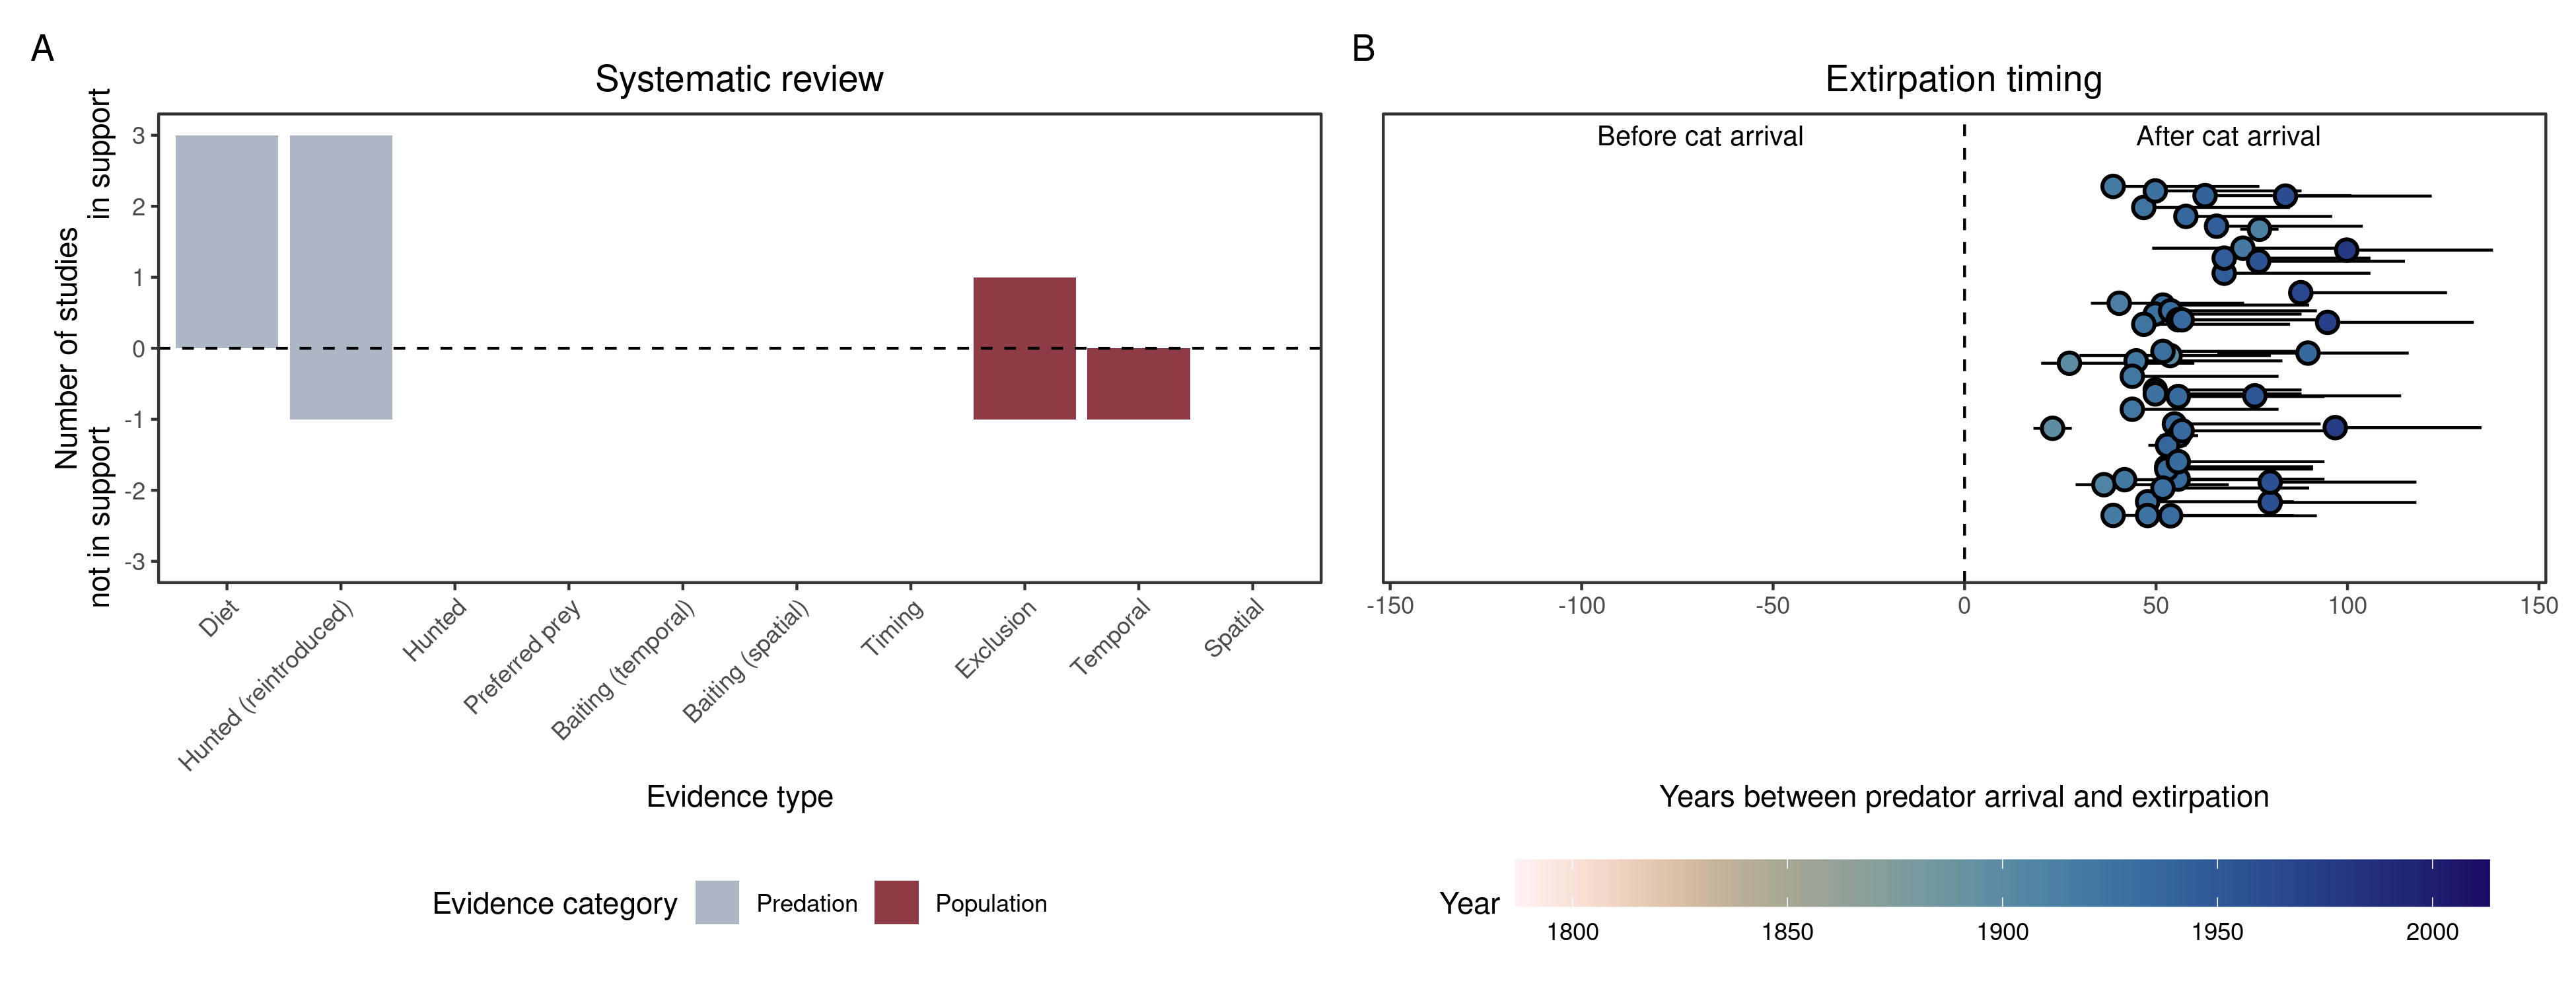 A
Systematic review
Number of studies
not in support
in support
3
2
1
0
-1
-2
-3
Diet
Hunted (reintroduced)
Hunted
Preferred prey
Baiting (temporal)
Baiting (spatial)
Timing
Exclusion
Temporal
Spatial
Evidence type
Evidence category
Predation
Population
B
Extirpation timing
Before cat arrival
After cat arrival
-150
-100
-50
0
50
100
150
Years between predator arrival and extirpation
Year
1800
1850
1900
1950
2000